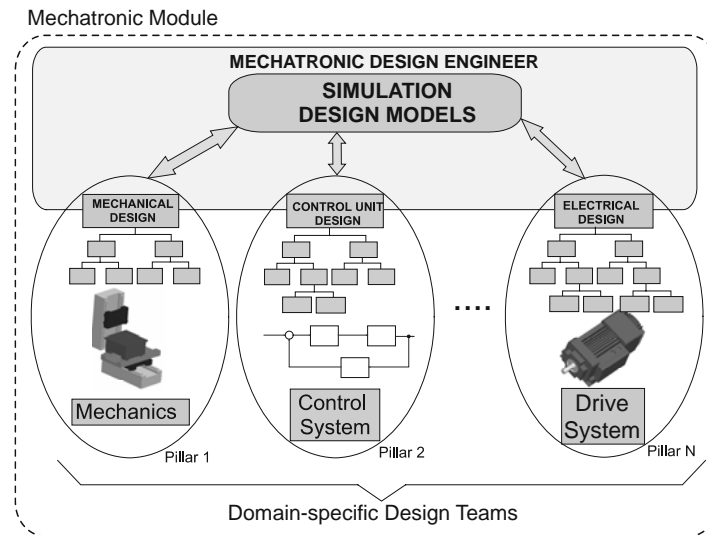 Mechatronic Module
MECHATRONIC DESIGN ENGINEER
SIMULATION
DESIGN MODELS
MECHANICAL
DESIGN
CONTROL UNIT
DESIGN
ELECTRICAL
DESIGN
....
Mechanics
Control
System
Drive
System
Pillar 1
Pillar 2
Pillar N
Domain-specific Design Teams